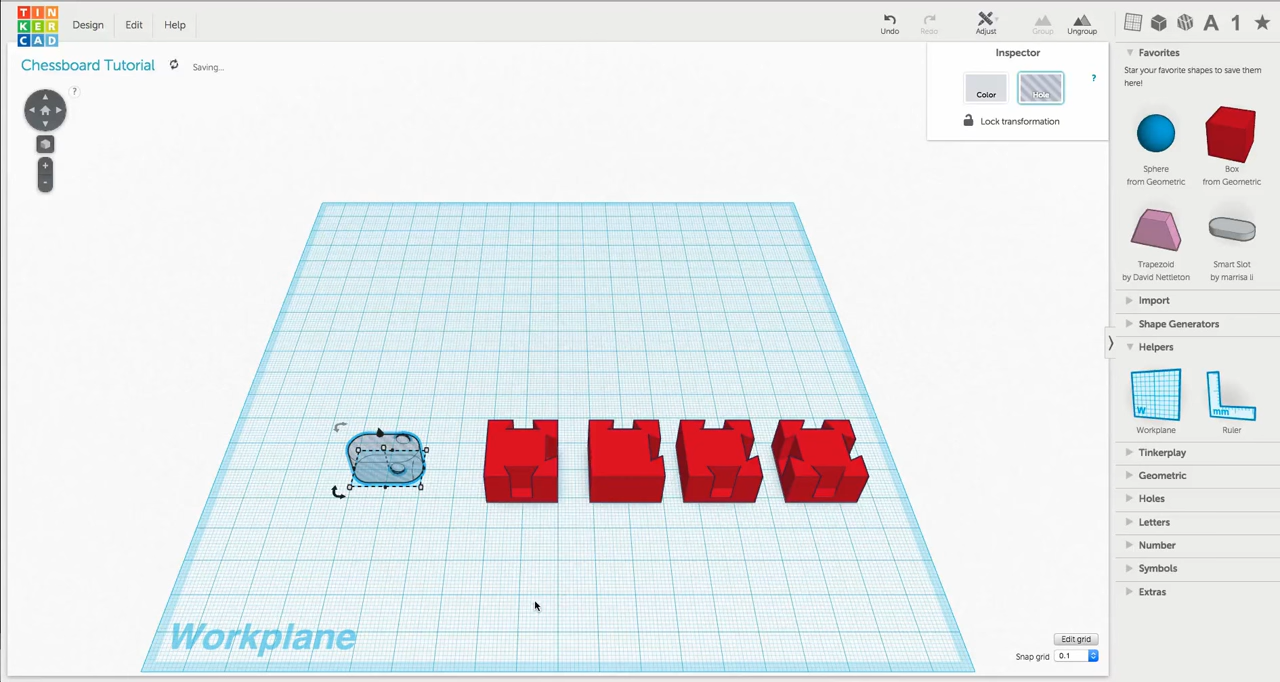 TIN
KER
CAD
Design
Edit
Help
Undo
Redo
Adjust
Group
Ungroup
Chessboard Tutorial
Saving...
?
Inspector
Color
Hole
?
Lock transformation
A
1
Favorites
Star your favorite shapes to save them
here!
Sphere
from Geometric
Box
from Geometric
Trapezoid
by David Nettleton
Smart Slot
by marrisa ii
Import
Shape Generators
Helpers
W
mm
Workplane
Ruler
Tinkerplay
Geometric
Holes
Letters
Number
Symbols
Extras
Workplane
Edit grid
Snap grid
0.1